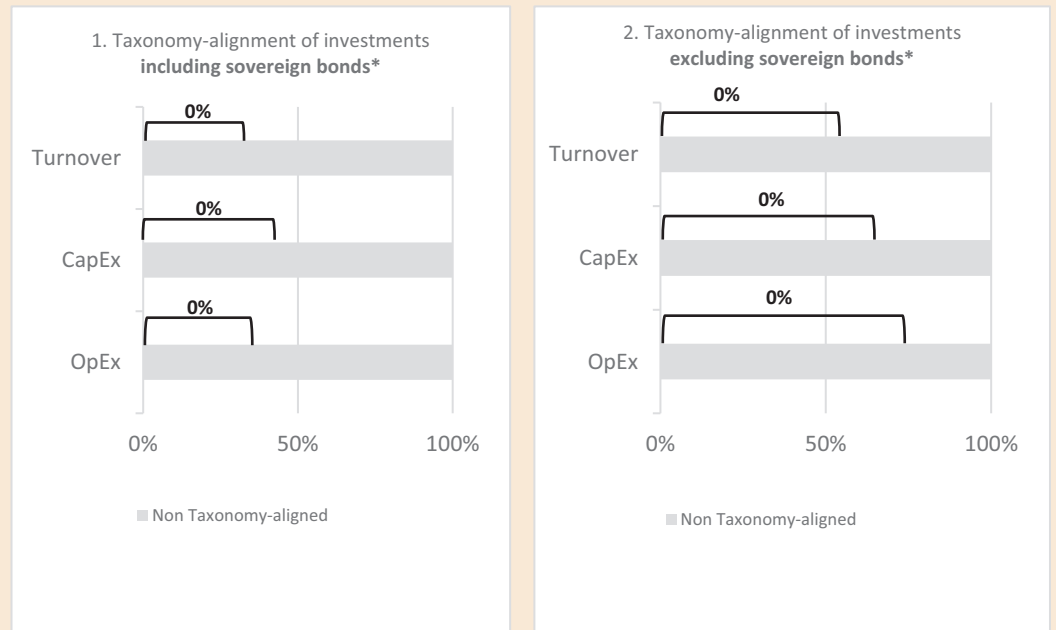 1. Taxonomy-alignment of investments
including sovereign bonds*
0%
Turnover
0%
CapEx
0%
OpEx
0% 50% 100%
Non Taxonomy-aligned
2. Taxonomy-alignment of investments
excluding sovereign bonds*
0%
Turnover
0%
CapEx
0%
OpEx
0% 50% 100%
Non Taxonomy-aligned